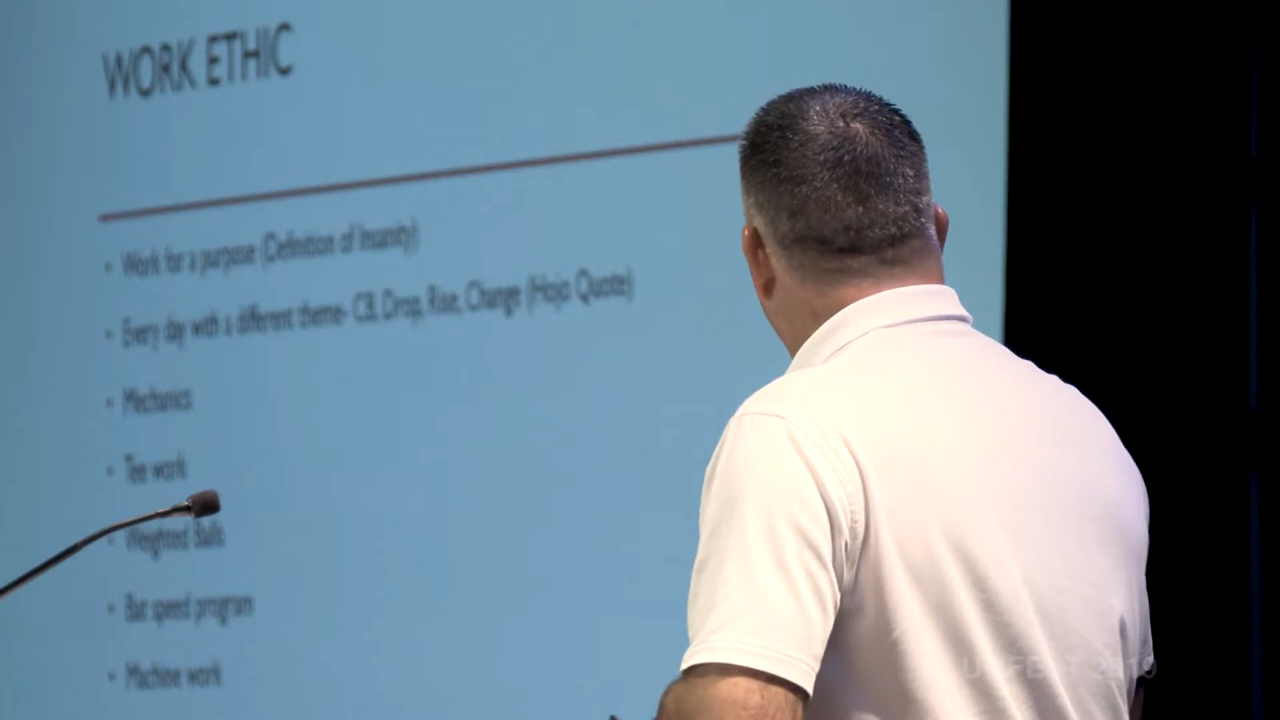 WORK ETHIC
• Work for a purpose (Definition of Insanity)
• Every day with a different theme- CB, Drop, Rise, Change (Hojo Quote)
• Mechanics
• Tee work
• Weighted Balls
• Bat speed program
• Machine work